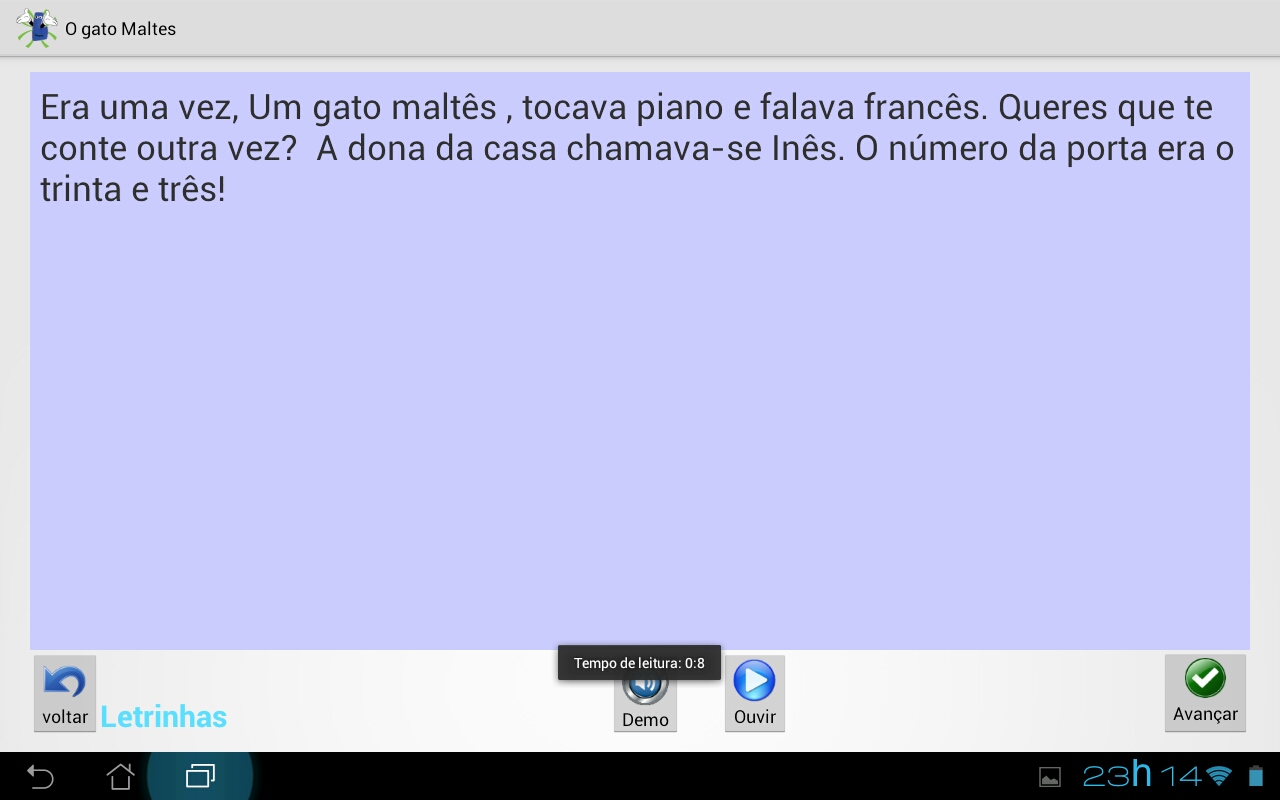 O gato Maltes
Era uma vez, Um gato maltês , tocava piano e falava francês. Queres que te
conte outra vez?  A dona da casa chamava-se Inês. O número da porta era o
trinta e três!
Tempo de leitura: 0:8
voltar
Letrinhas
Demo
Ouvir
Avançar
23h 14